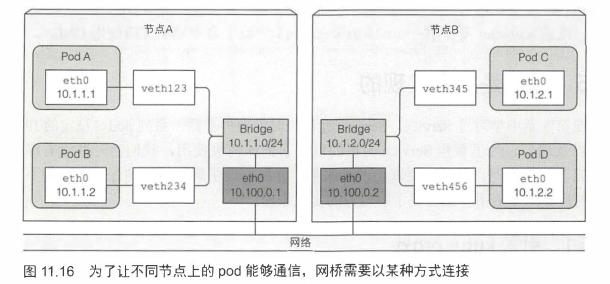 节点A
Pod A
eth0
10.1.1.1
veth123
Pod B
eth0
10.1.1.2
veth234
Bridge
10.1.1.0/24
eth0
10.100.0.1
节点B
Bridge
10.1.2.0/24
eth0
10.100.0.2
veth345
Pod C
eth0
10.1.2.1
veth456
Pod D
eth0
10.1.2.2
网络
图 11.16 为了让不同节点上的 pod 能够通信，网桥需要以某种方式连接